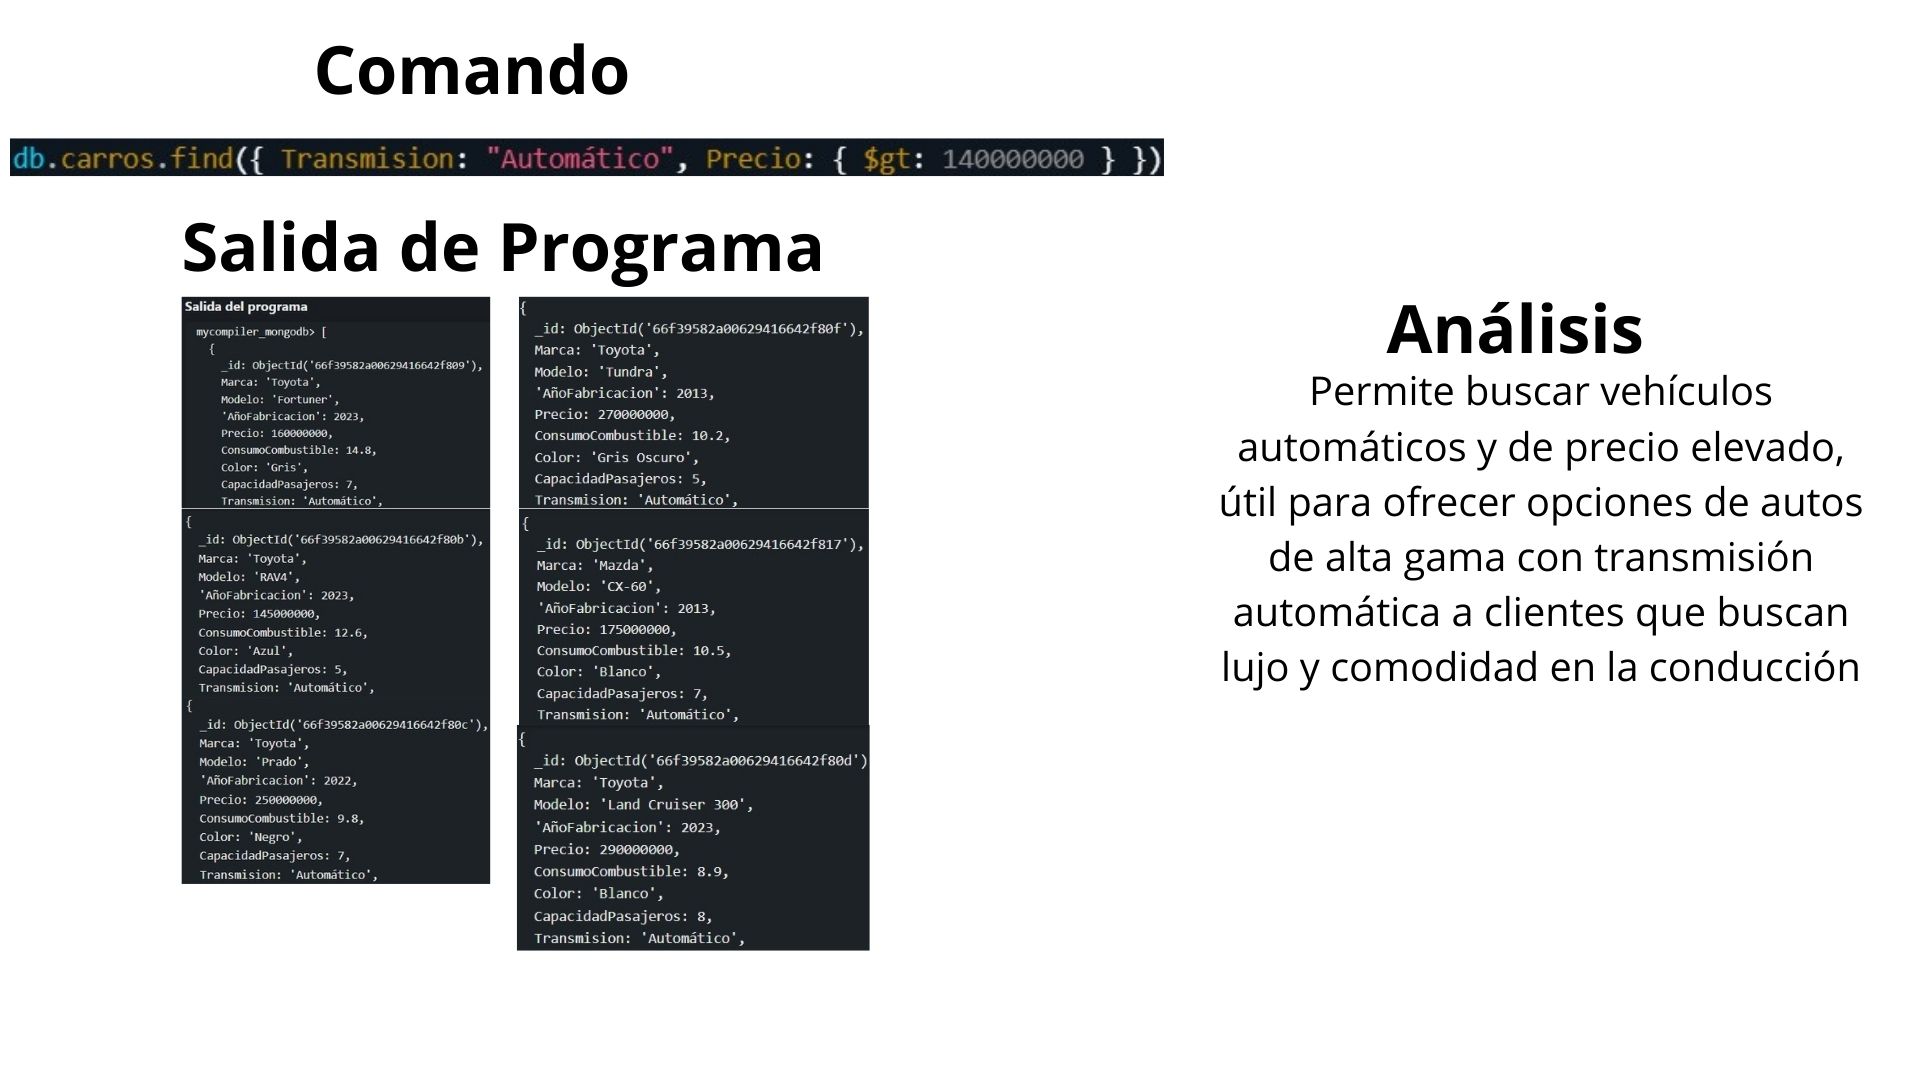 Comando
db.carros.find({ Transmision: "Automático", Precio: { $gt: 140000000 } })
Salida de Programa
Salida del programa
mycompiler_mongodb> [
{
_id: ObjectId('66f39582a00629416642f809'),
Marca: 'Toyota',
Modelo: 'Fortuner',
'AñoFabricacion': 2023,
Precio: 160000000,
ConsumoCombustible: 14.8,
Color: 'Gris',
CapacidadPasajeros: 7,
Transmision: 'Automático',
{
_id: ObjectId('66f39582a00629416642f80b'),
Marca: 'Toyota',
Modelo: 'RAV4',
'AñoFabricacion': 2023,
Precio: 145000000,
ConsumoCombustible: 12.6,
Color: 'Azul',
CapacidadPasajeros: 5,
Transmision: 'Automático',
{
_id: ObjectId('66f39582a00629416642f80c'),
Marca: 'Toyota',
Modelo: 'Prado',
'AñoFabricacion': 2022,
Precio: 250000000,
ConsumoCombustible: 9.8,
Color: 'Negro',
CapacidadPasajeros: 7,
Transmision: 'Automático',
{
_id: ObjectId('66f39582a00629416642f80f'),
Marca: 'Toyota',
Modelo: 'Tundra',
'AñoFabricacion': 2013,
Precio: 270000000,
ConsumoCombustible: 10.2,
Color: 'Gris Oscuro',
CapacidadPasajeros: 5,
Transmision: 'Automático',
{
_id: ObjectId('66f39582a00629416642f817'),
Marca: 'Mazda',
Modelo: 'CX-60',
'AñoFabricacion': 2013,
Precio: 175000000,
ConsumoCombustible: 10.5,
Color: 'Blanco',
CapacidadPasajeros: 7,
Transmision: 'Automático',
{
_id: ObjectId('66f39582a00629416642f80d')
Marca: 'Toyota',
Modelo: 'Land Cruiser 300',
'AñoFabricacion': 2023,
Precio: 290000000,
ConsumoCombustible: 8.9,
Color: 'Blanco',
CapacidadPasajeros: 8,
Transmision: 'Automático',
Análisis
Permite buscar vehículos
automáticos y de precio elevado,
útil para ofrecer opciones de autos
de alta gama con transmisión
automática a clientes que buscan
lujo y comodidad en la conducción